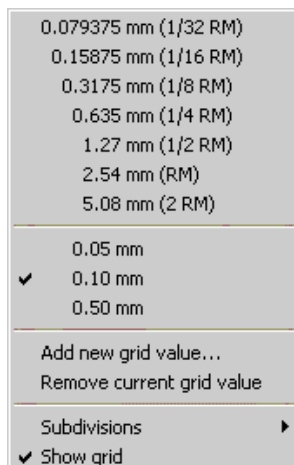 0.079375 mm (1/32 RM)
0.15875 mm (1/16 RM)
0.3175 mm (1/8 RM)
0.635 mm (1/4 RM)
1.27 mm (1/2 RM)
2.54 mm (RM)
5.08 mm (2 RM)
0.05 mm
0.10 mm
0.50 mm
Add new grid value...
Remove current grid value
Subdivisions
Show grid